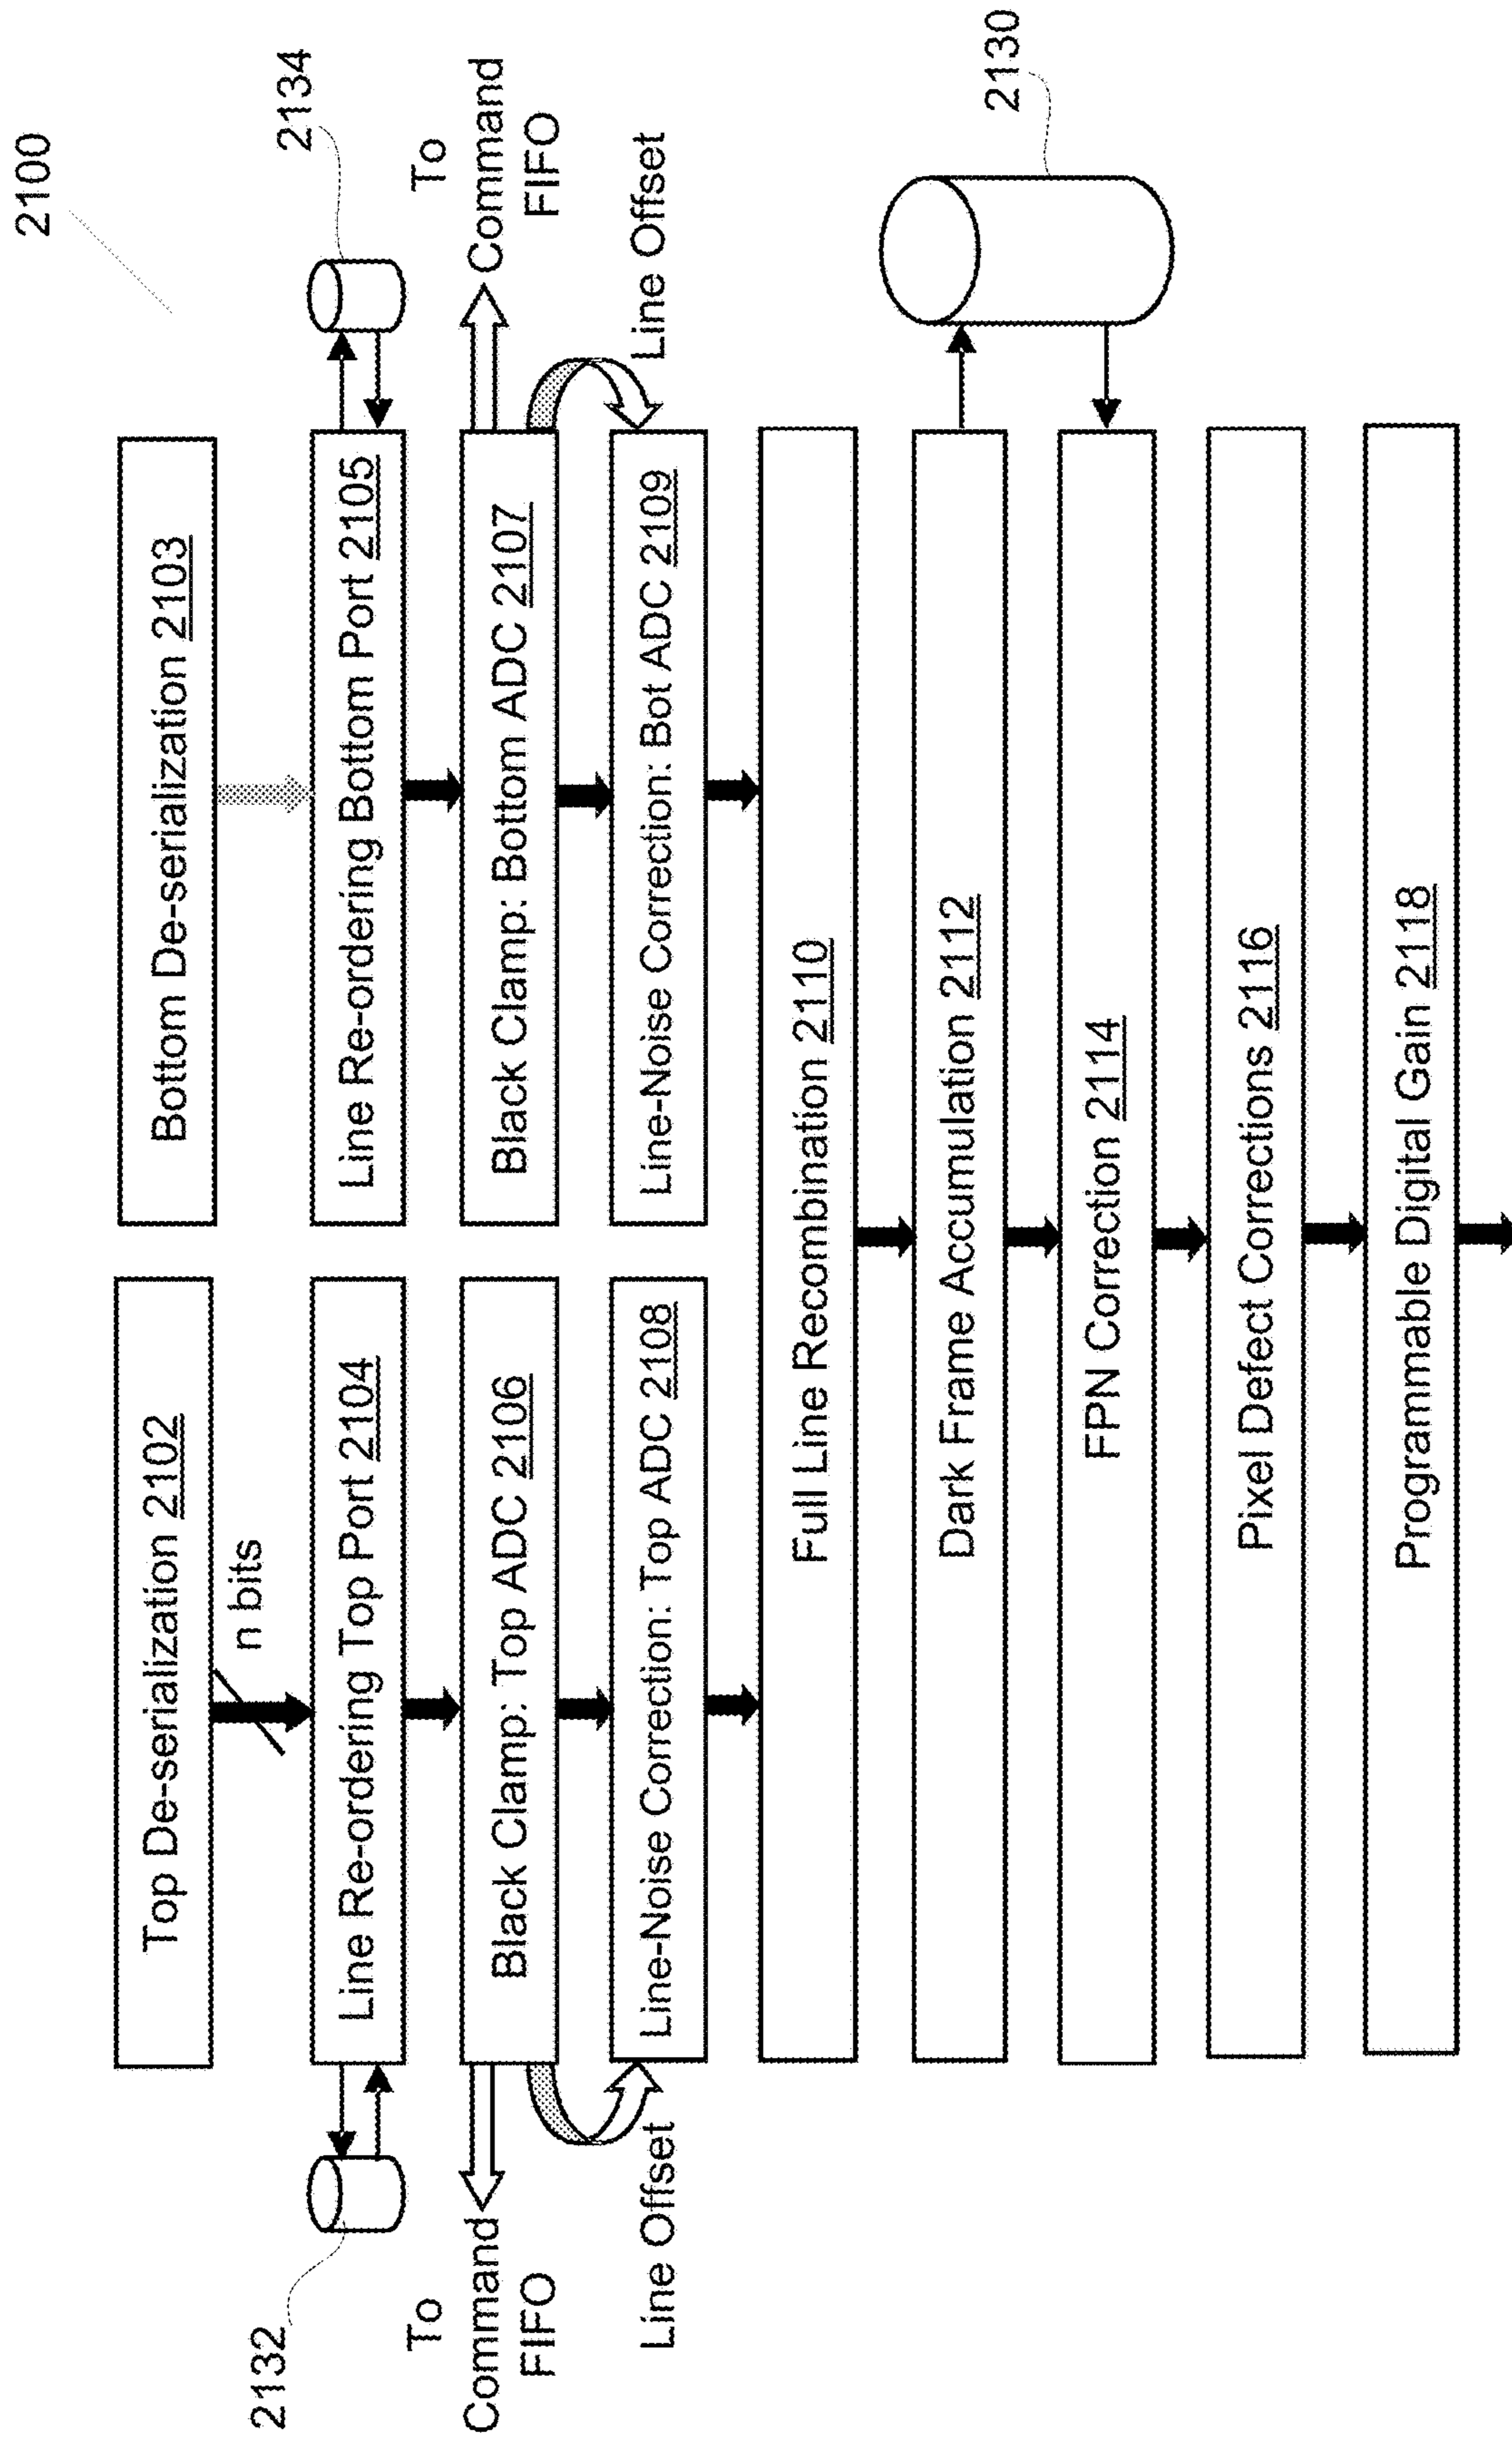 2100
Top De-serialization 2102
Bottom De-serialization 2103
n bits
2132
2134
Line Re-ordering Top Port 2104
Line Re-ordering Bottom Port 2105
To
Command
FIFO
To
Command
FIFO
Black Clamp: Top ADC 2106
Black Clamp: Bottom ADC 2107
Line Offset
Line Offset
Line-Noise Correction: Top ADC 2108
Line-Noise Correction: Bot ADC 2109
Full Line Recombination 2110
Dark Frame Accumulation 2112
2130
FPN Correction 2114
Pixel Defect Corrections 2116
Programmable Digital Gain 2118